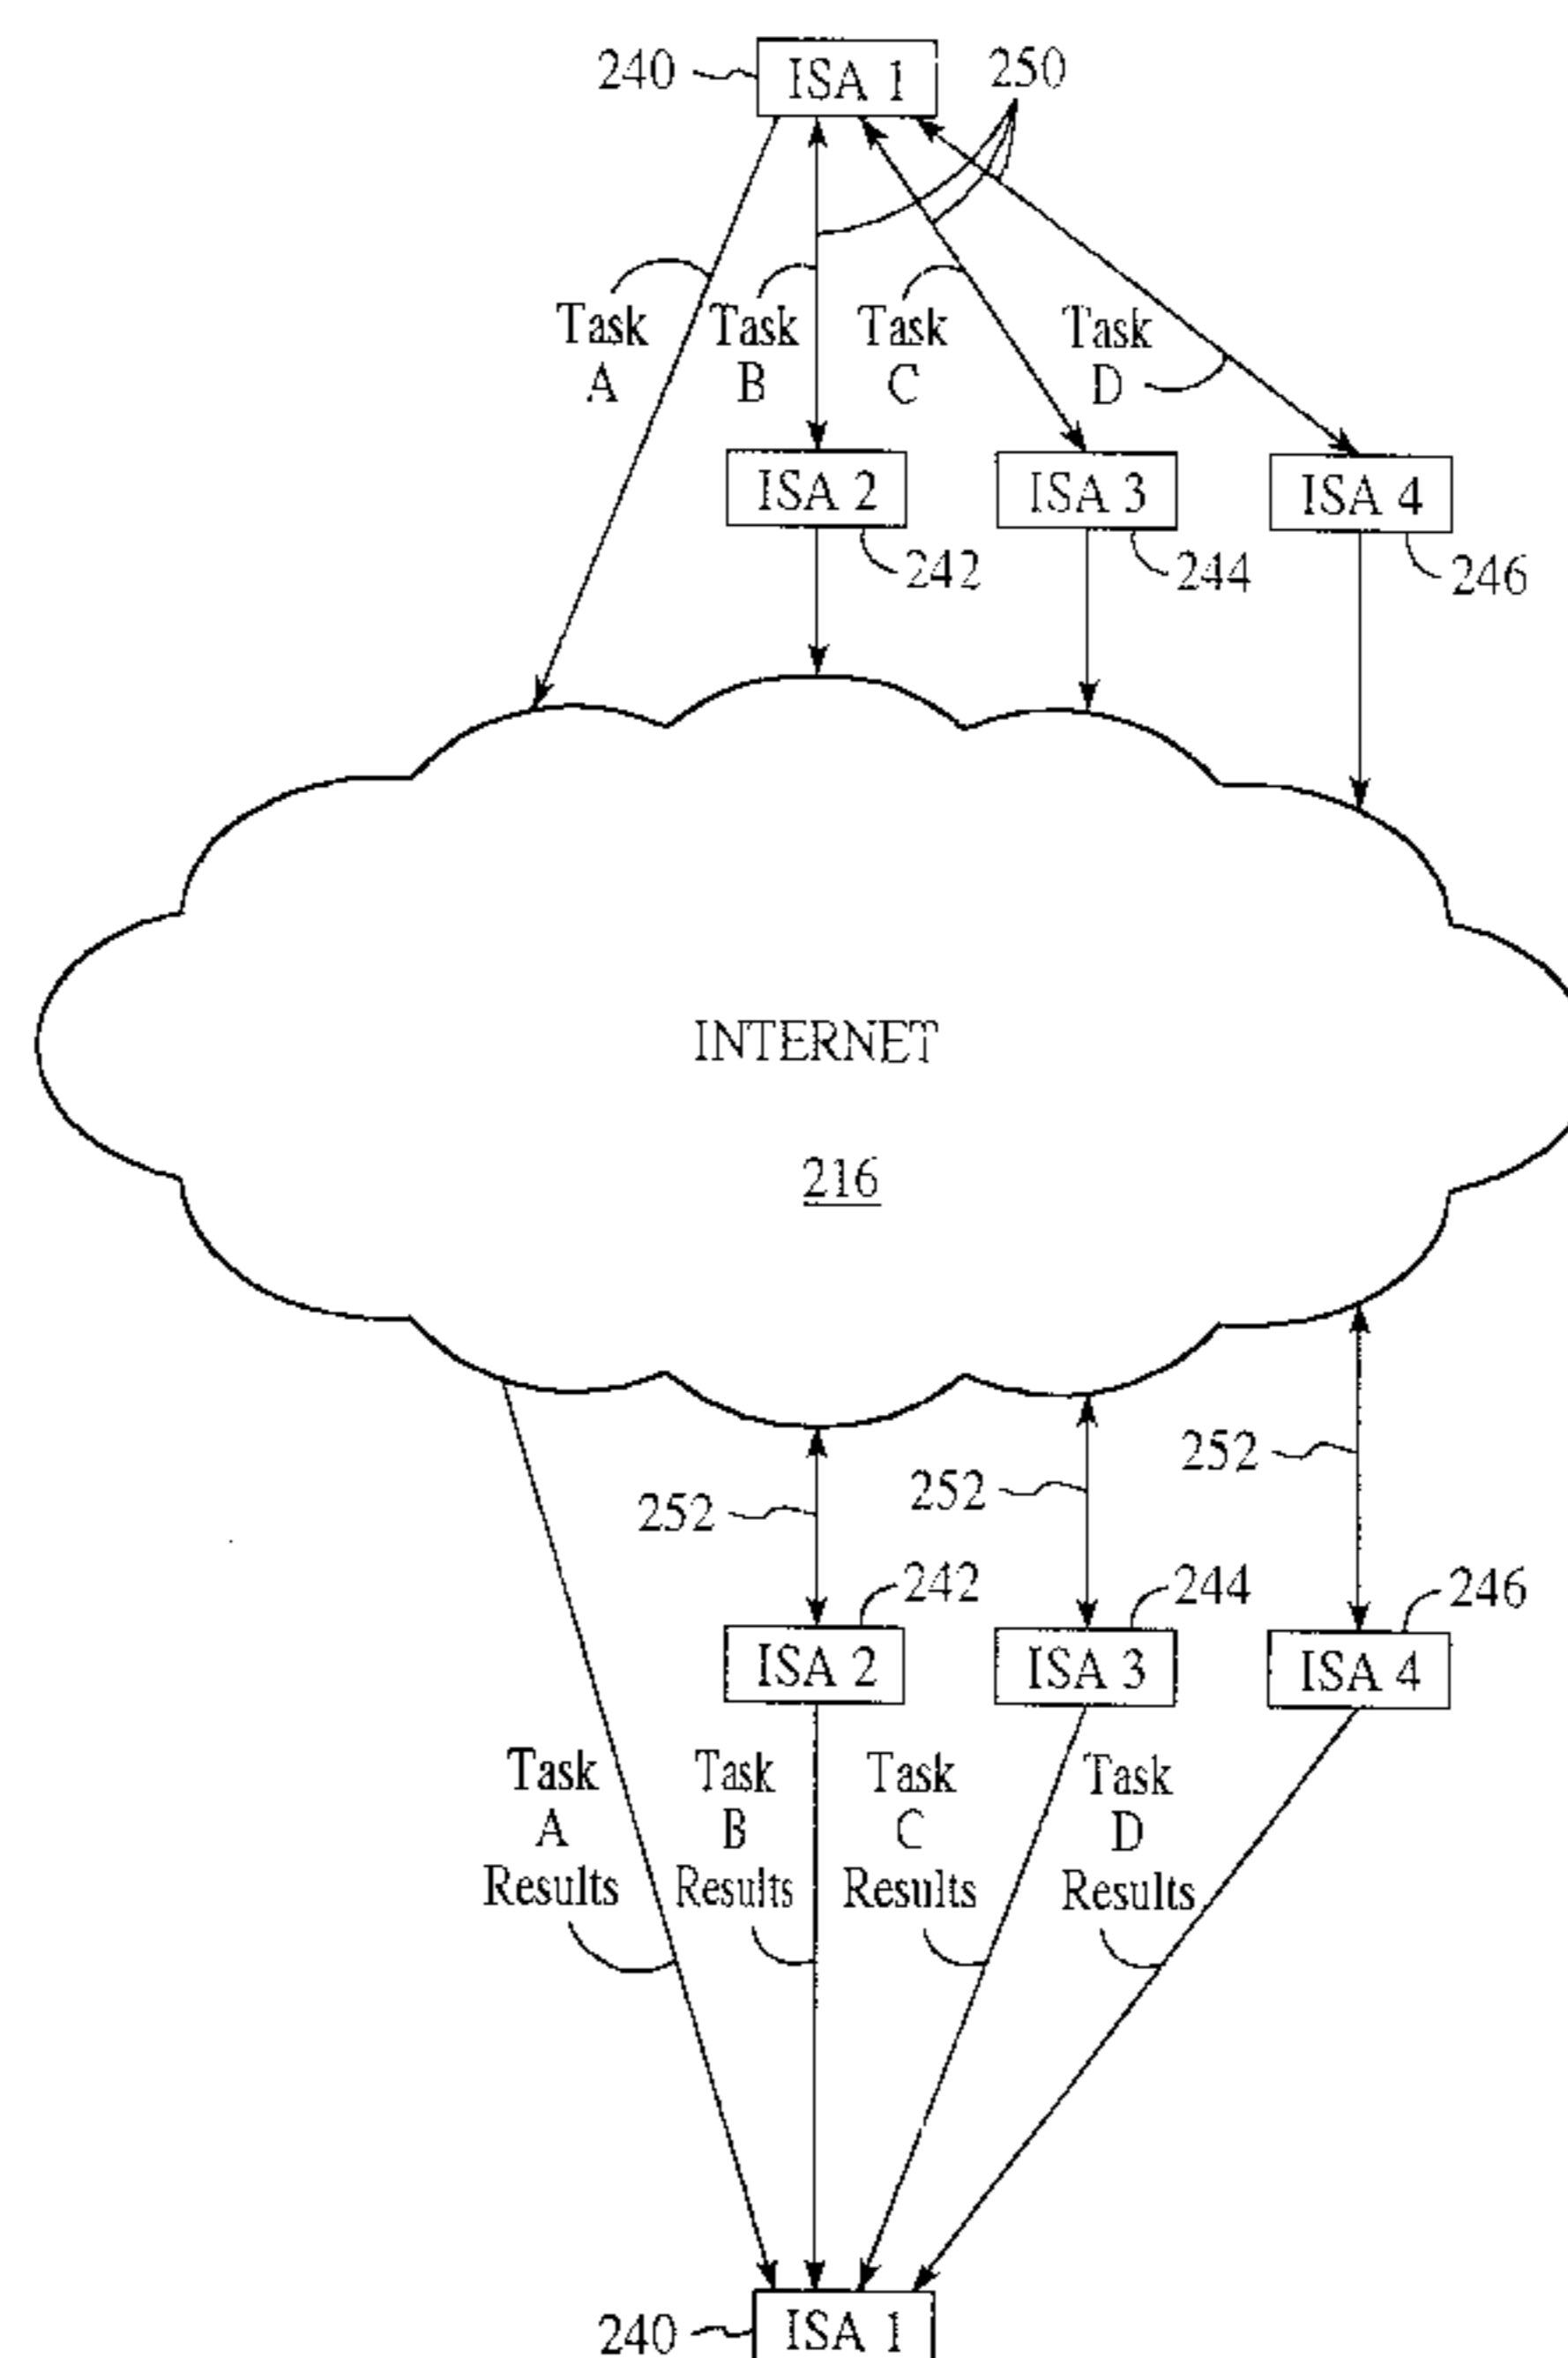 240
ISA 1
250
Task
A
Task
B
Task
C
Task
D
ISA 2
ISA 3
ISA 4
242
244
246
INTERNET
216
252
252
252
242
244
246
ISA 2
ISA 3
ISA 4
Task
A
Results
Task
B
Results
Task
C
Results
Task
D
Results
240
ISA 1